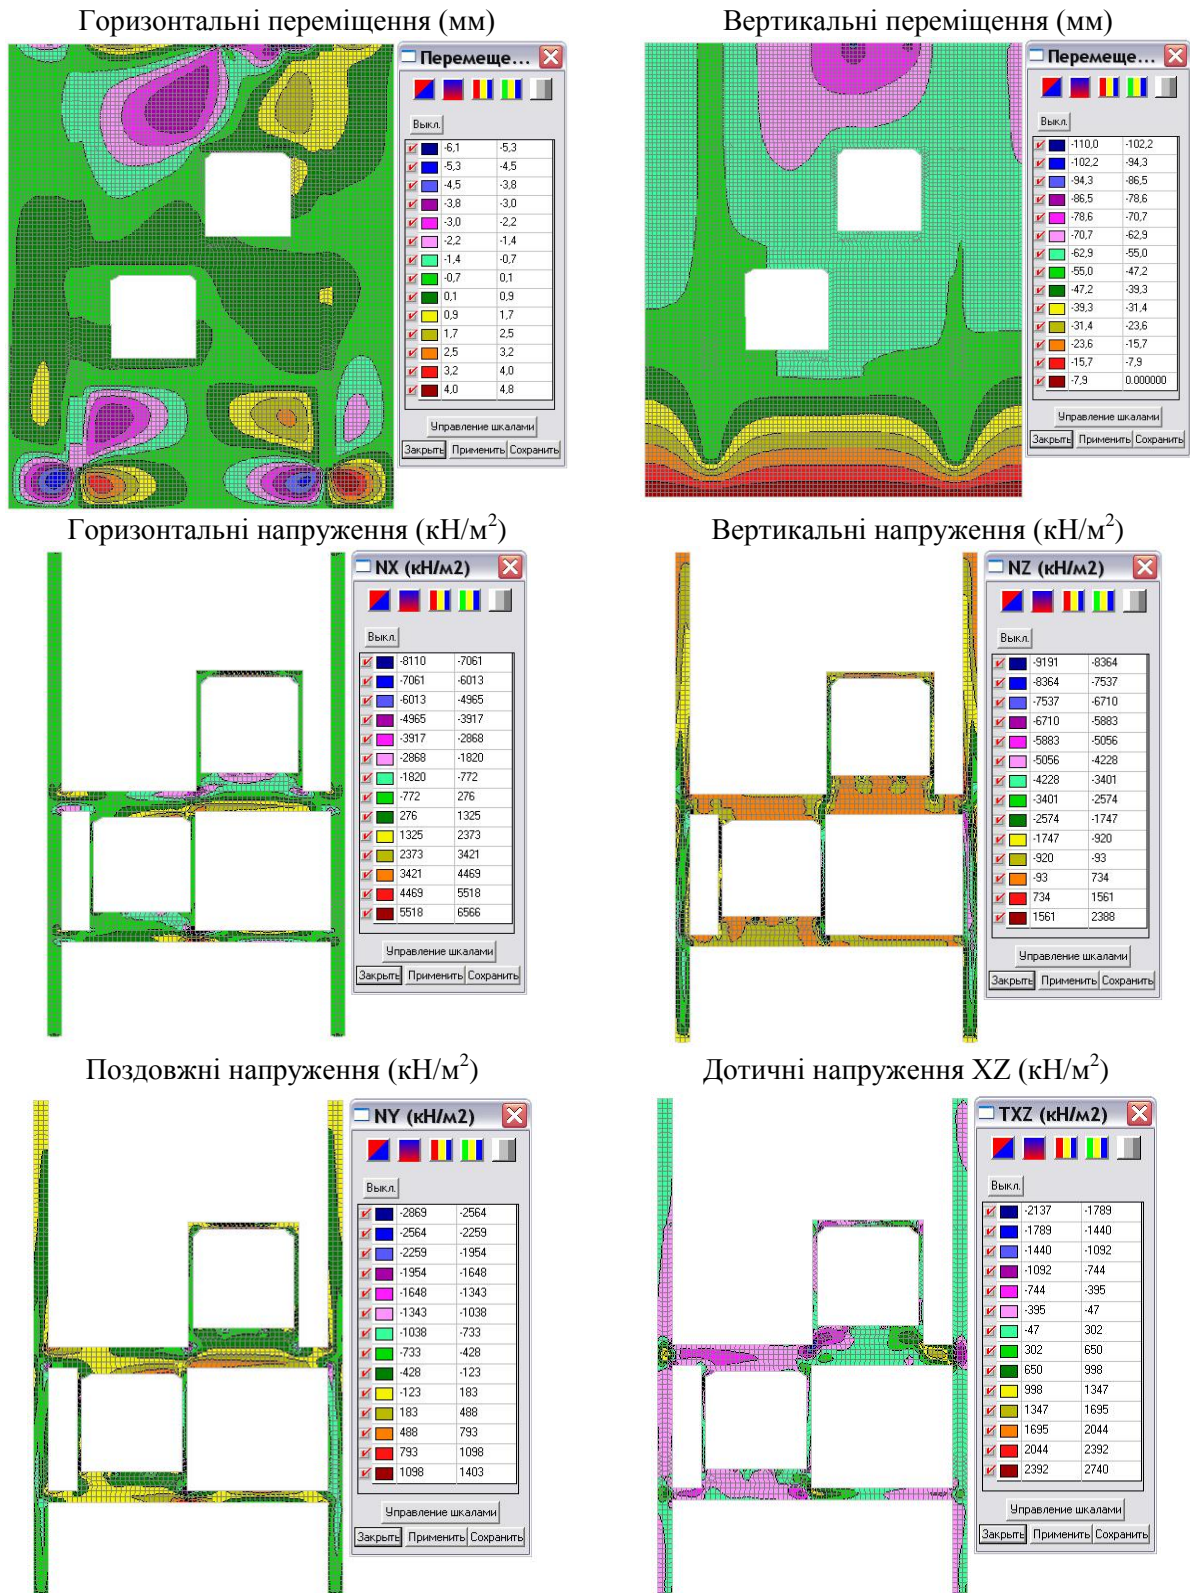 Горизонтальні переміщення (мм)
Перемеще...
Выкл.
-6,1 -5,3
-5,3 -4,5
-4,5 -3,8
-3,8 -3,0
-3,0 -2,2
-2,2 -1,4
-1,4 -0,7
-0,7 0,1
0,1 0,9
0,9 1,7
1,7 2,5
2,5 3,2
3,2 4,0
4,0 4,8
Управление шкалами
Закрыть Применить Сохранить
Вертикальні переміщення (мм)
Перемеще...
Выкл.
-110,0 -102,2
-102,2 -94,3
-94,3 -86,5
-86,5 -78,6
-78,6 -70,7
-70,7 -62,9
-62,9 -55,0
-55,0 -47,2
-47,2 -39,3
-39,3 -31,4
-31,4 -23,6
-23,6 -15,7
-15,7 -7,9
-7,9 0.000000
Управление шкалами
Закрыть Применить Сохранить
Горизонтальні напруження (кН/м²)
NX (кН/м2)
Выкл.
-8110 -7061
-7061 -6013
-6013 -4965
-4965 -3917
-3917 -2868
-2868 -1820
-1820 -772
-772 276
276 1325
1325 2373
2373 3421
3421 4469
4469 5518
5518 6566
Управление шкалами
Закрыть Применить Сохранить
Вертикальні напруження (кН/м²)
NZ (кН/м2)
Выкл.
-9191 -8364
-8364 -7537
-7537 -6710
-6710 -5883
-5883 -5056
-5056 -4228
-4228 -3401
-3401 -2574
-2574 -1747
-1747 -920
-920 -93
-93 734
734 1561
1561 2388
Управление шкалами
Закрыть Применить Сохранить
Поздовжні напруження (кН/м²)
NY (кН/м2)
Выкл.
-2869 -2564
-2564 -2259
-2259 -1954
-1954 -1648
-1648 -1343
-1343 -1038
-1038 -733
-733 -428
-428 -123
-123 183
183 488
488 793
793 1098
1098 1403
Управление шкалами
Закрыть Применить Сохранить
Дотичні напруження XZ (кН/м²)
TXZ (кН/м2)
Выкл.
-2137 -1789
-1789 -1440
-1440 -1092
-1092 -744
-744 -395
-395 -47
-47 302
302 650
650 998
998 1347
1347 1695
1695 2044
2044 2392
2392 2740
Управление шкалами
Закрыть Применить Сохранить